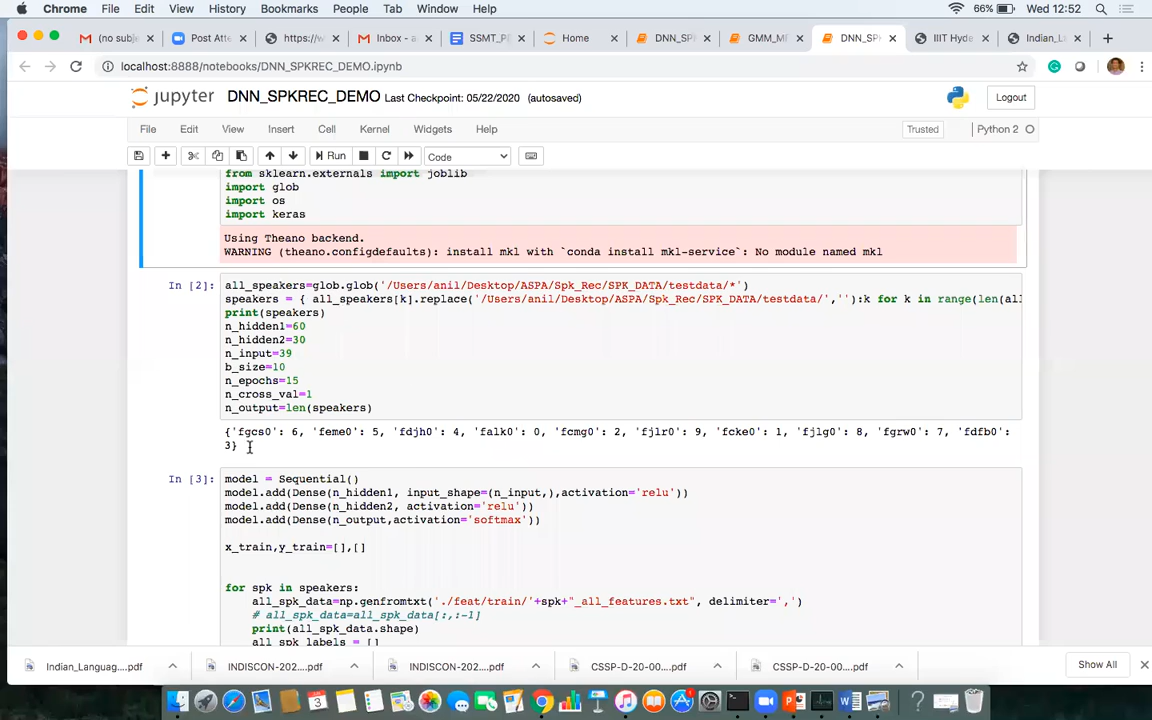 Chrome File Edit View History Bookmarks People Tab Window Help 66% Wed 12:52
(no subj Post Atte https://w Inbox - a SSMT_P Home DNN_SP GMM_M DNN_SP IIIT Hyde Indian_L
localhost:8888/notebooks/DNN_SPKREC_DEMO.ipynb
jupyter DNN_SPKREC_DEMO Last Checkpoint: 05/22/2020 (autosaved) Logout
File Edit View Insert Cell Kernel Widgets Help Trusted Python 2
Run Code
from sklearn.externals import joblib
import glob
import os
import keras
Using Theano backend.
WARNING (theano.configdefaults): install mkl with `conda install mkl-service`: No module named mkl
In [2]: all_speakers=glob.glob('/Users/anil/Desktop/ASPA/Spk_Rec/SPK_DATA/testdata/*')
speakers = { all_speakers[k].replace('/Users/anil/Desktop/ASPA/Spk_Rec/SPK_DATA/testdata/',''):k for k in range(len(all
print(speakers)
n_hidden1=60
n_hidden2=30
n_input=39
b_size=10
n_epochs=15
n_cross_val=1
n_output=len(speakers)
{'fgcs0': 6, 'feme0': 5, 'fdjh0': 4, 'falk0': 0, 'fcmg0': 2, 'fjlr0': 9, 'fcke0': 1, 'fjlg0': 8, 'fgrw0': 7, 'fdfb0':
3}
In [3]: model = Sequential()
model.add(Dense(n_hidden1, input_shape=(n_input,),activation='relu'))
model.add(Dense(n_hidden2, activation='relu'))
model.add(Dense(n_output,activation='softmax'))
x_train,y_train=[],[]
for spk in speakers:
all_spk_data=np.genfromtxt('./feat/train/'+spk+"_all_features.txt", delimiter=',')
# all_spk_data=all_spk_data[:,:-1]
print(all_spk_data.shape)
all_spk_labels = []
Indian_Languag....pdf INDISCON-202....pdf INDISCON-202....pdf CSSP-D-20-00....pdf CSSP-D-20-00....pdf Show All